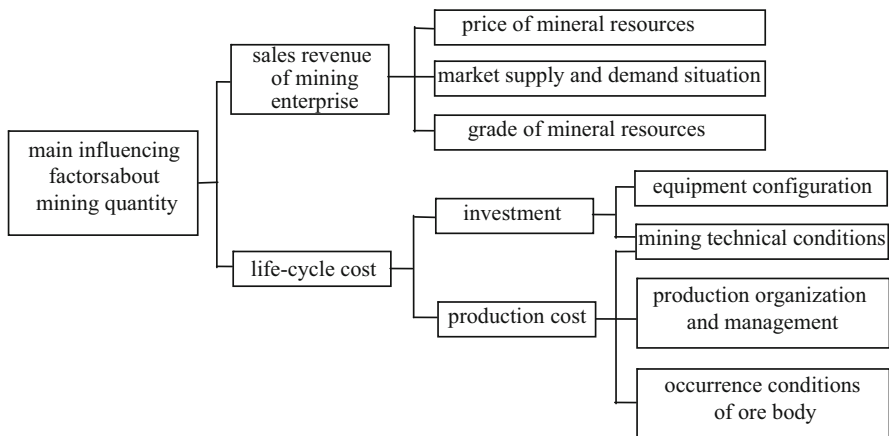 main influencing
factorsabout
mining quantity
sales revenue
of mining
enterprise
price of mineral resources
market supply and demand situation
grade of mineral resources
life-cycle cost
investment
equipment configuration
mining technical conditions
production cost
production organization
and management
occurrence conditions
of ore body